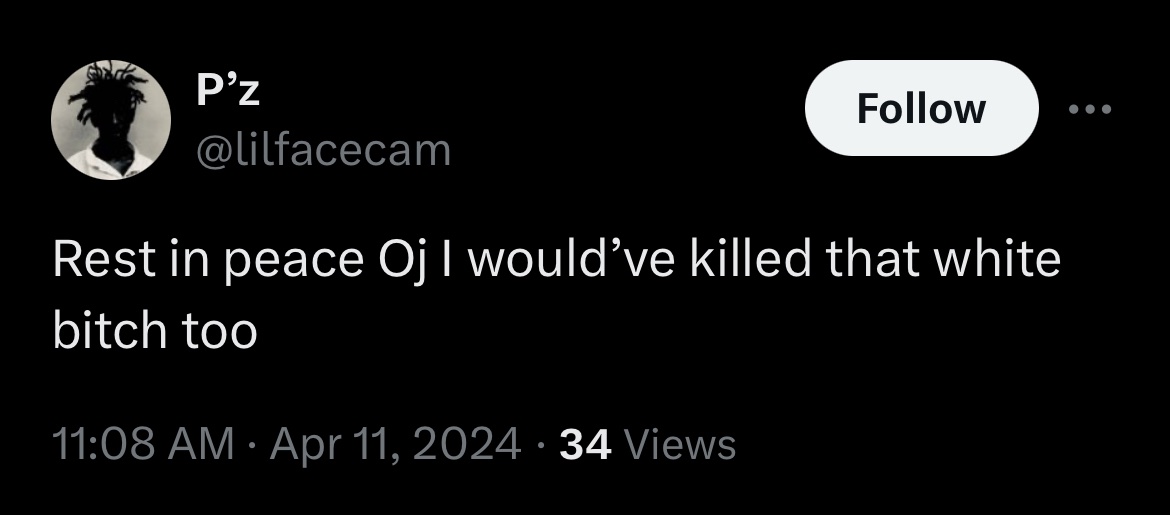 P’z
@lilfacecam
Follow
Rest in peace Oj I would’ve killed that white
bitch too
11:08 AM · Apr 11, 2024 · 34 Views